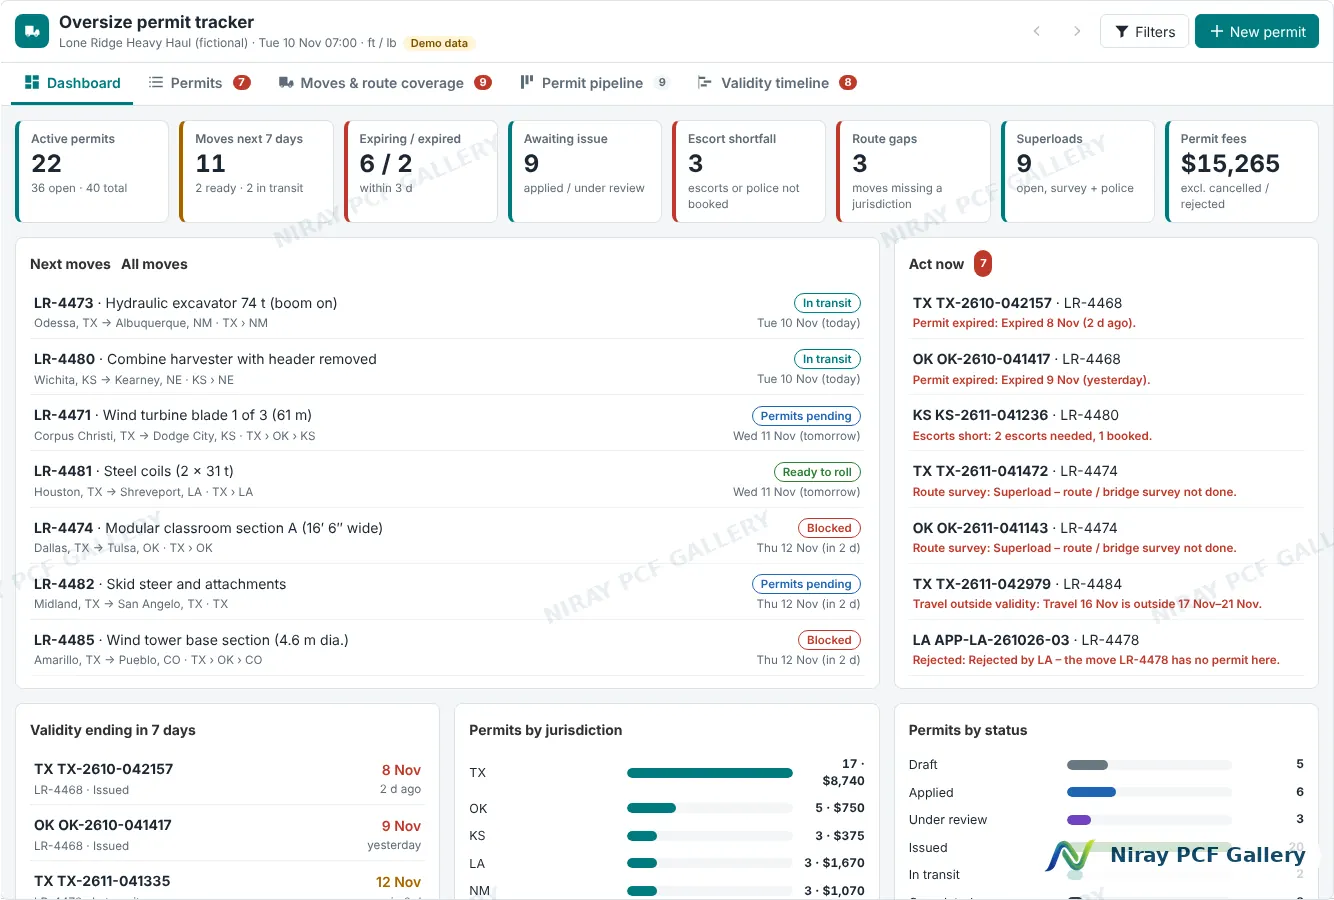 Oversize permit tracker
Lone Ridge Heavy Haul (fictional) · Tue 10 Nov 07:00 · ft / lb Demo data
Filters
+ New permit
Dashboard
Permits 7
Moves & route coverage 9
Permit pipeline 9
Validity timeline 8
Active permits
22
36 open · 40 total
Moves next 7 days
11
2 ready · 2 in transit
Expiring / expired
6 / 2
within 3 d
Awaiting issue
9
applied / under review
Escort shortfall
3
escorts or police not
booked
Route gaps
3
moves missing a
jurisdiction
Superloads
9
open, survey + police
Permit fees
$15,265
excl. cancelled /
rejected
Next moves All moves
LR-4473 · Hydraulic excavator 74 t (boom on)
In transit
Odessa, TX → Albuquerque, NM · TX › NM
Tue 10 Nov (today)
LR-4480 · Combine harvester with header removed
In transit
Wichita, KS → Kearney, NE · KS › NE
Tue 10 Nov (today)
LR-4471 · Wind turbine blade 1 of 3 (61 m)
Permits pending
Corpus Christi, TX → Dodge City, KS · TX › OK › KS
Wed 11 Nov (tomorrow)
LR-4481 · Steel coils (2 × 31 t)
Ready to roll
Houston, TX → Shreveport, LA · TX › LA
Wed 11 Nov (tomorrow)
LR-4474 · Modular classroom section A (16′ 6″ wide)
Blocked
Dallas, TX → Tulsa, OK · TX › OK
Thu 12 Nov (in 2 d)
LR-4482 · Skid steer and attachments
Permits pending
Midland, TX → San Angelo, TX · TX
Thu 12 Nov (in 2 d)
LR-4485 · Wind tower base section (4.6 m dia.)
Blocked
Amarillo, TX → Pueblo, CO · TX › OK › CO
Thu 12 Nov (in 2 d)
Act now 7
TX TX-2610-042157 · LR-4468
Permit expired: Expired 8 Nov (2 d ago).
OK OK-2610-041417 · LR-4468
Permit expired: Expired 9 Nov (yesterday).
KS KS-2611-041236 · LR-4480
Escorts short: 2 escorts needed, 1 booked.
TX TX-2611-041472 · LR-4474
Route survey: Superload – route / bridge survey not done.
OK OK-2611-041143 · LR-4474
Route survey: Superload – route / bridge survey not done.
TX TX-2611-042979 · LR-4484
Travel outside validity: Travel 16 Nov is outside 17 Nov–21 Nov.
LA APP-LA-261026-03 · LR-4478
Rejected: Rejected by LA – the move LR-4478 has no permit here.
Validity ending in 7 days
TX TX-2610-042157
8 Nov
LR-4468 · Issued
2 d ago
OK OK-2610-041417
9 Nov
LR-4468 · Issued
yesterday
TX TX-2611-041335
12 Nov
Permits by jurisdiction
TX
17 ·
$8,740
OK
5 · $750
KS
3 · $375
LA
3 · $1,670
NM
3 · $1,070
Permits by status
Draft 5
Applied 6
Under review 3
Issued 20
In transit 2
Niray PCF Gallery
NIRAY PCF GALLERY
NIRAY PCF GALLERY
PCF GALLERY
NIRAY PCF GALLERY
NIRAY PCF GALL